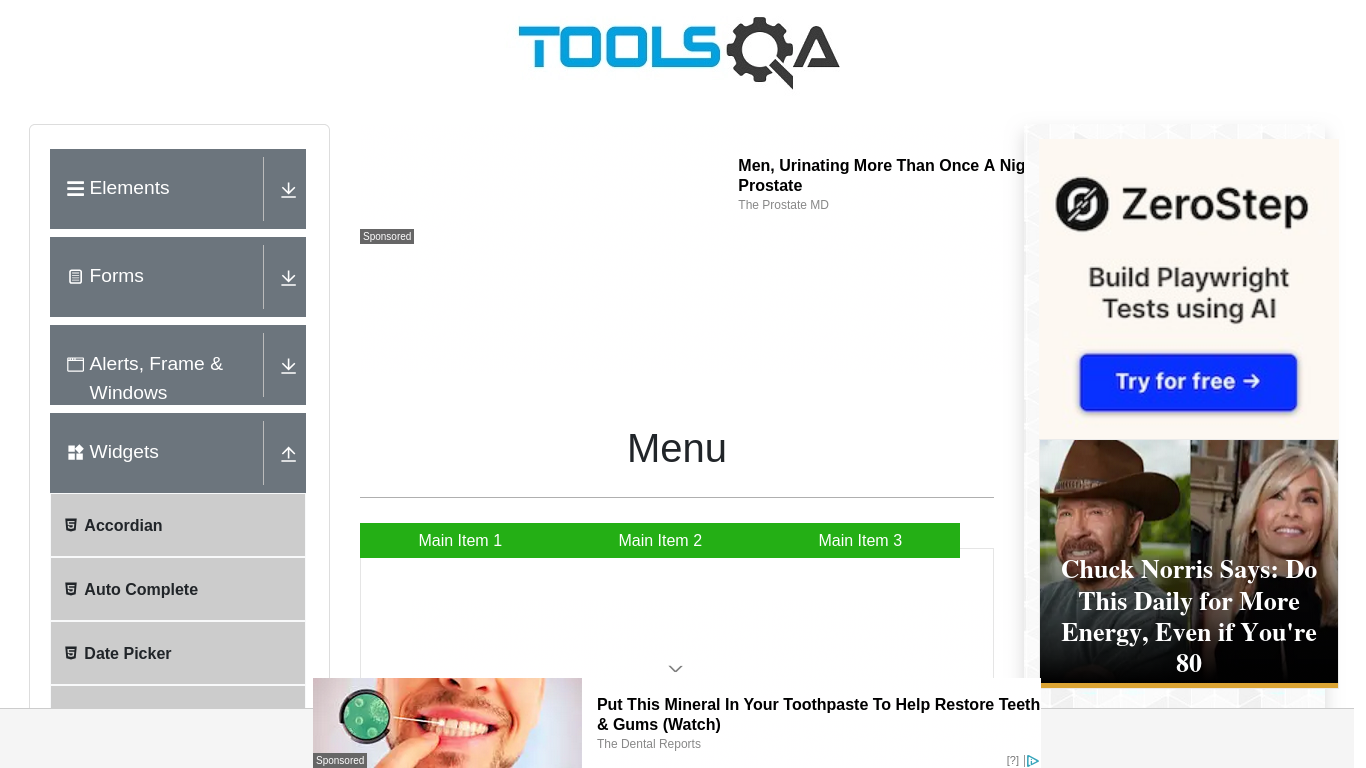 TOOLSQA
Elements
Forms
Alerts, Frame &
Windows
Widgets
Accordian
Auto Complete
Date Picker
Men, Urinating More Than Once A Nig
Prostate
The Prostate MD
Sponsored
Menu
Main Item 1
Main Item 2
Main Item 3
ZeroStep
Build Playwright
Tests using AI
Try for free →
Chuck Norris Says: Do
This Daily for More
Energy, Even if You're
80
Put This Mineral In Your Toothpaste To Help Restore Teeth
& Gums (Watch)
The Dental Reports
Sponsored
[?]